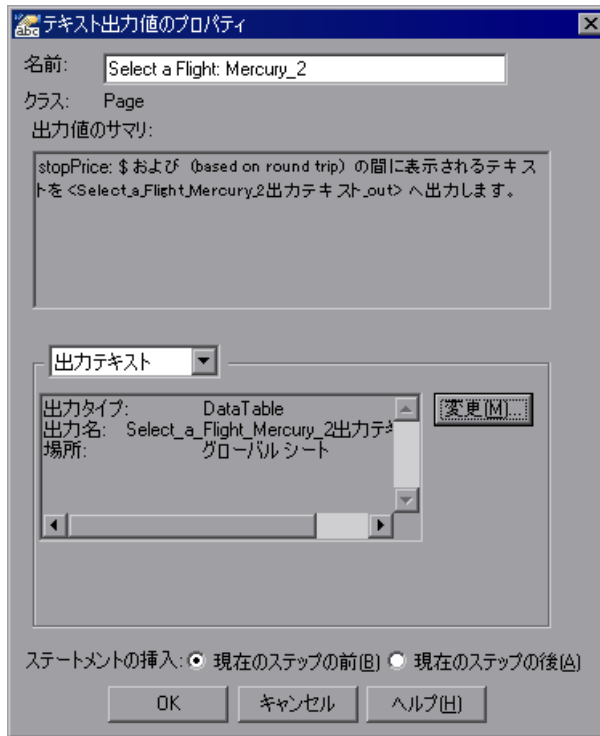 テキスト出力値のプロパティ
名前: Select a Flight: Mercury_2
クラス: Page
出力値のサマリ:
stopPrice: $ および (based on round trip) の間に表示されるテキス
トを <Select_a_Flight_Mercury_2出力テキスト_out> へ出力します。
出力テキスト
変更(M)...
出力タイプ: DataTable
出力名: Select_a_Flight_Mercury_2出力テキ
場所: グローバル シート
ステートメントの挿入: 現在のステップの前(B) 現在のステップの後(A)
OK キャンセル ヘルプ(H)